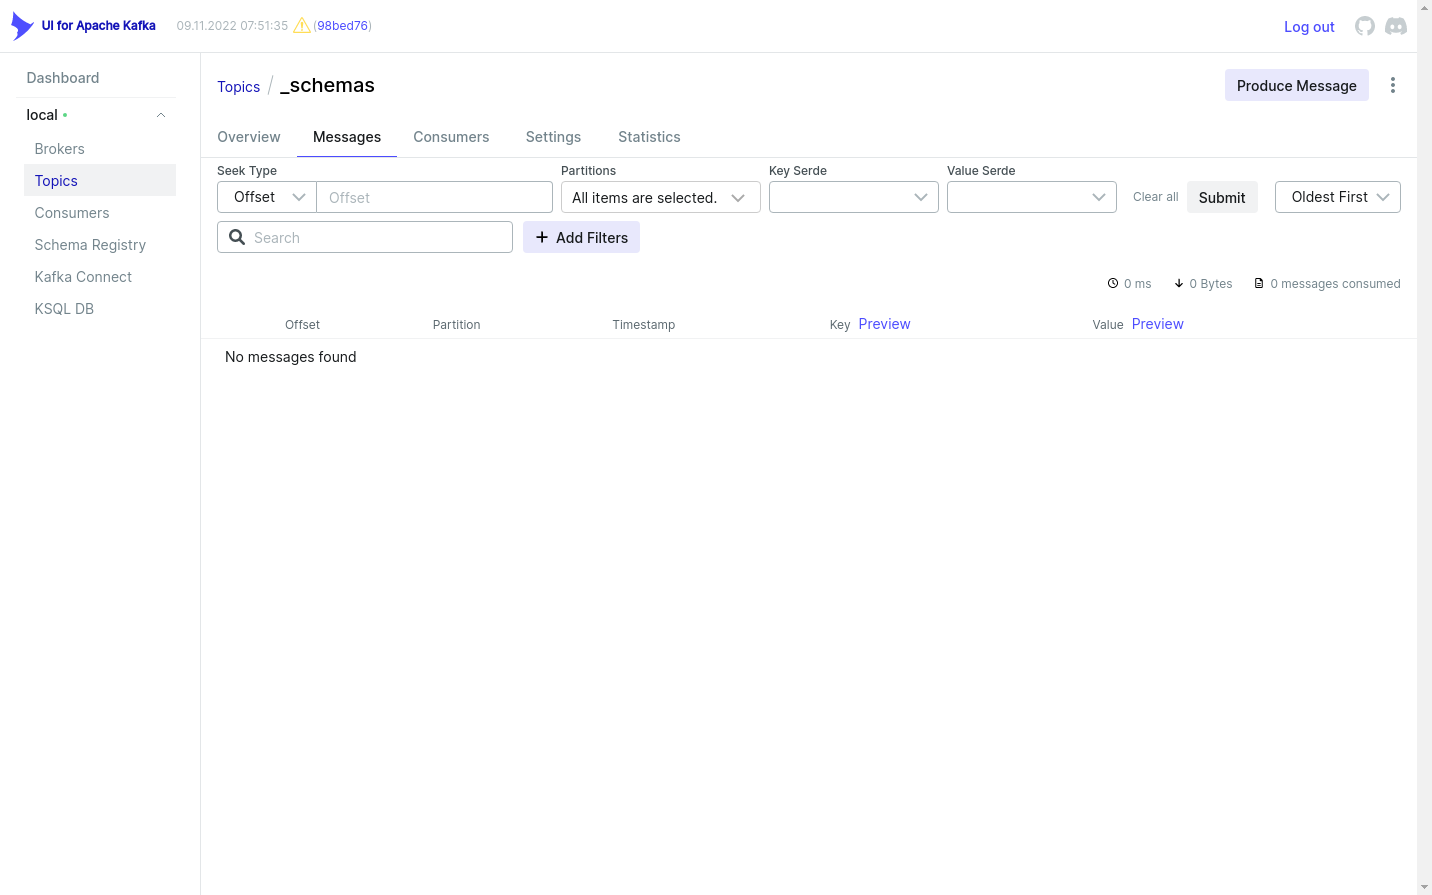 UI for Apache Kafka 09.11.2022 07:51:35 (98bed76) Log out
Dashboard
local
Brokers
Topics
Consumers
Schema Registry
Kafka Connect
KSQL DB
Topics / _schemas Produce Message
Overview Messages Consumers Settings Statistics
Seek Type Partitions Key Serde Value Serde
Offset Offset All items are selected. Clear all Submit Oldest First
Search Add Filters
0 ms 0 Bytes 0 messages consumed
Offset Partition Timestamp Key Preview Value Preview
No messages found